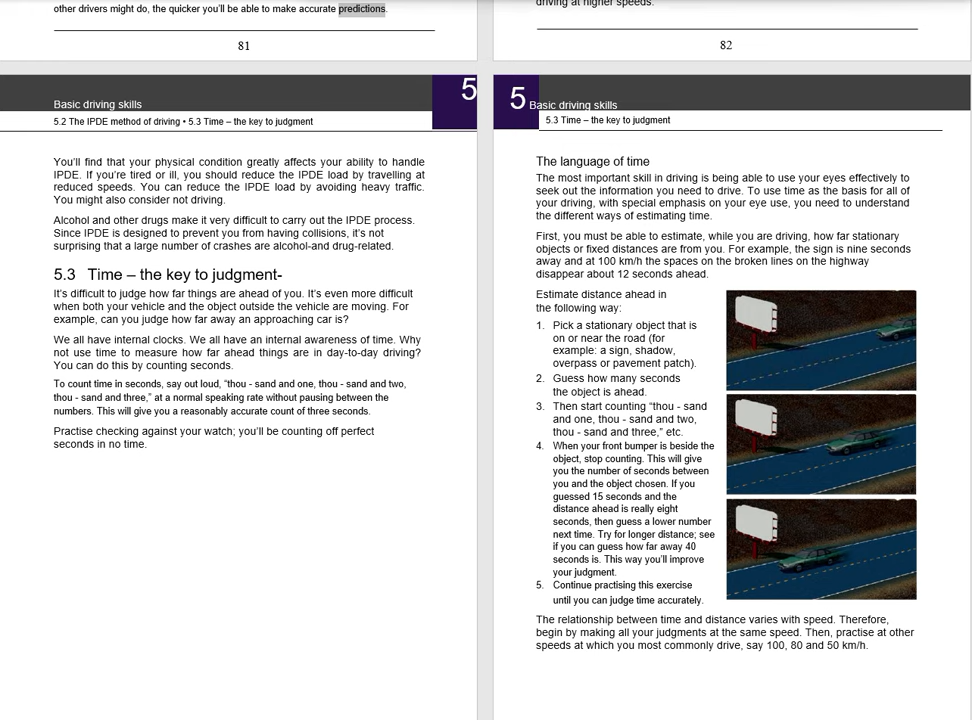 other drivers might do, the quicker you'll be able to make accurate predictions.
81
driving at higher speeds.
82
Basic driving skills
5
5.2 The IPDE method of driving • 5.3 Time – the key to judgment
You'll find that your physical condition greatly affects your ability to handle
IPDE. If you're tired or ill, you should reduce the IPDE load by travelling at
reduced speeds. You can reduce the IPDE load by avoiding heavy traffic.
You might also consider not driving.
Alcohol and other drugs make it very difficult to carry out the IPDE process.
Since IPDE is designed to prevent you from having collisions, it's not
surprising that a large number of crashes are alcohol-and drug-related.
5.3 Time – the key to judgment-
It's difficult to judge how far things are ahead of you. It's even more difficult
when both your vehicle and the object outside the vehicle are moving. For
example, can you judge how far away an approaching car is?
We all have internal clocks. We all have an internal awareness of time. Why
not use time to measure how far ahead things are in day-to-day driving?
You can do this by counting seconds.
To count time in seconds, say out loud, “thou - sand and one, thou - sand and two,
thou - sand and three,” at a normal speaking rate without pausing between the
numbers. This will give you a reasonably accurate count of three seconds.
Practise checking against your watch; you'll be counting off perfect
seconds in no time.
5 Basic driving skills
5.3 Time – the key to judgment
The language of time
The most important skill in driving is being able to use your eyes effectively to
seek out the information you need to drive. To use time as the basis for all of
your driving, with special emphasis on your eye use, you need to understand
the different ways of estimating time.
First, you must be able to estimate, while you are driving, how far stationary
objects or fixed distances are from you. For example, the sign is nine seconds
away and at 100 km/h the spaces on the broken lines on the highway
disappear about 12 seconds ahead.
Estimate distance ahead in
the following way:
1. Pick a stationary object that is
on or near the road (for
example: a sign, shadow,
overpass or pavement patch).
2. Guess how many seconds
the object is ahead.
3. Then start counting “thou - sand
and one, thou - sand and two,
thou - sand and three,” etc.
4. When your front bumper is beside the
object, stop counting. This will give
you the number of seconds between
you and the object chosen. If you
guessed 15 seconds and the
distance ahead is really eight
seconds, then guess a lower number
next time. Try for longer distance; see
if you can guess how far away 40
seconds is. This way you'll improve
your judgment.
5. Continue practising this exercise
until you can judge time accurately.
The relationship between time and distance varies with speed. Therefore,
begin by making all your judgments at the same speed. Then, practise at other
speeds at which you most commonly drive, say 100, 80 and 50 km/h.